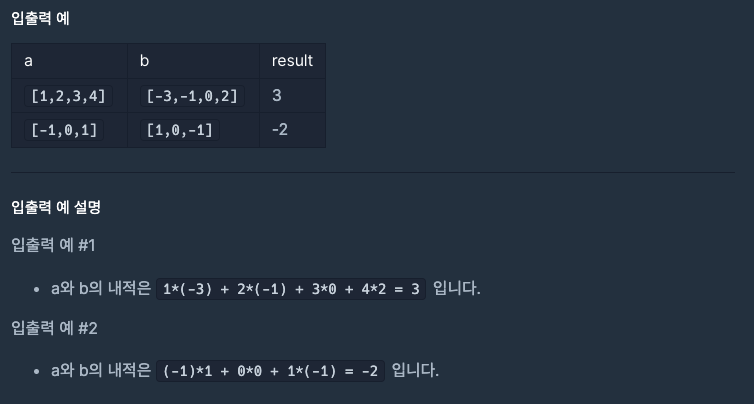 입출력 예
a b result
[1,2,3,4] [-3,-1,0,2] 3
[-1,0,1] [1,0,-1] -2
입출력 예 설명
입출력 예 #1
• a와 b의 내적은 1*(-3) + 2*(-1) + 3*0 + 4*2 = 3 입니다.
입출력 예 #2
• a와 b의 내적은 (-1)*1 + 0*0 + 1*(-1) = -2 입니다.